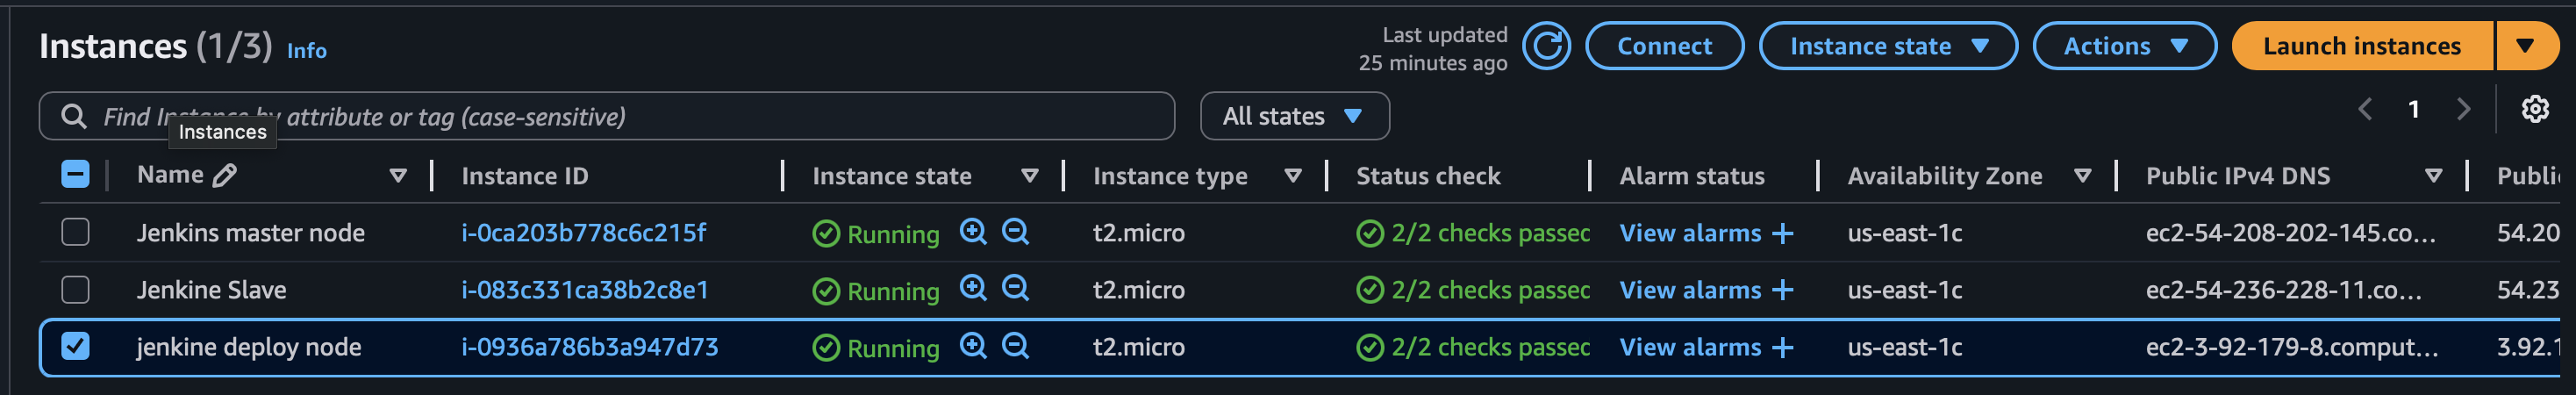 Instances (1/3) Info
Last updated
25 minutes ago
Connect
Instance state
Actions
Launch instances
Find Instance by attribute or tag (case-sensitive)
Instances
All states
1
Name Instance ID Instance state Instance type Status check Alarm status Availability Zone Public IPv4 DNS Public
Jenkins master node i-0ca203b778c6c215f Running t2.micro 2/2 checks passec View alarms + us-east-1c ec2-54-208-202-145.co... 54.20
Jenkine Slave i-083c331ca38b2c8e1 Running t2.micro 2/2 checks passec View alarms + us-east-1c ec2-54-236-228-11.co... 54.23
jenkine deploy node i-0936a786b3a947d73 Running t2.micro 2/2 checks passec View alarms + us-east-1c ec2-3-92-179-8.comput... 3.92.1